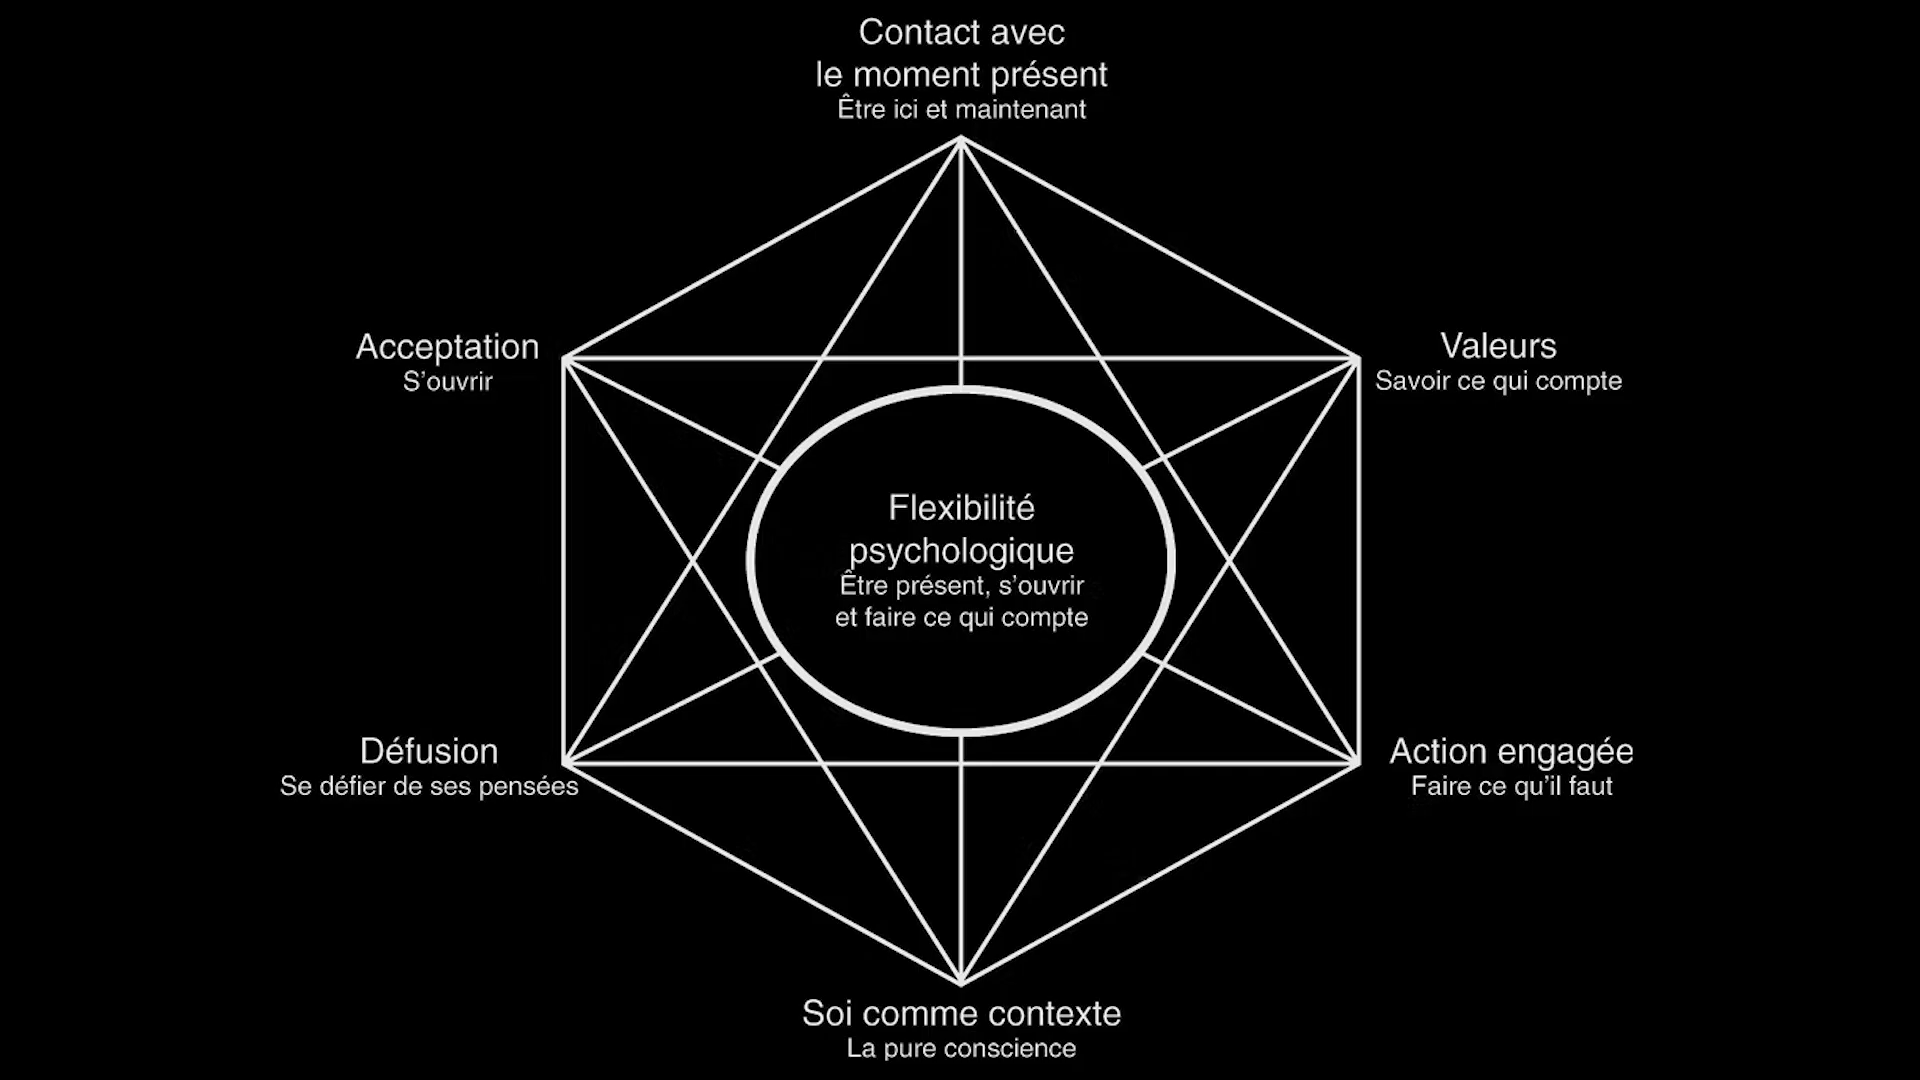 Contact avec
le moment présent
Être ici et maintenant
Acceptation
S'ouvrir
Valeurs
Savoir ce qui compte
Flexibilité
psychologique
Être présent, s'ouvrir
et faire ce qui compte
Défusion
Se défier de ses pensées
Action engagée
Faire ce qu'il faut
Soi comme contexte
La pure conscience